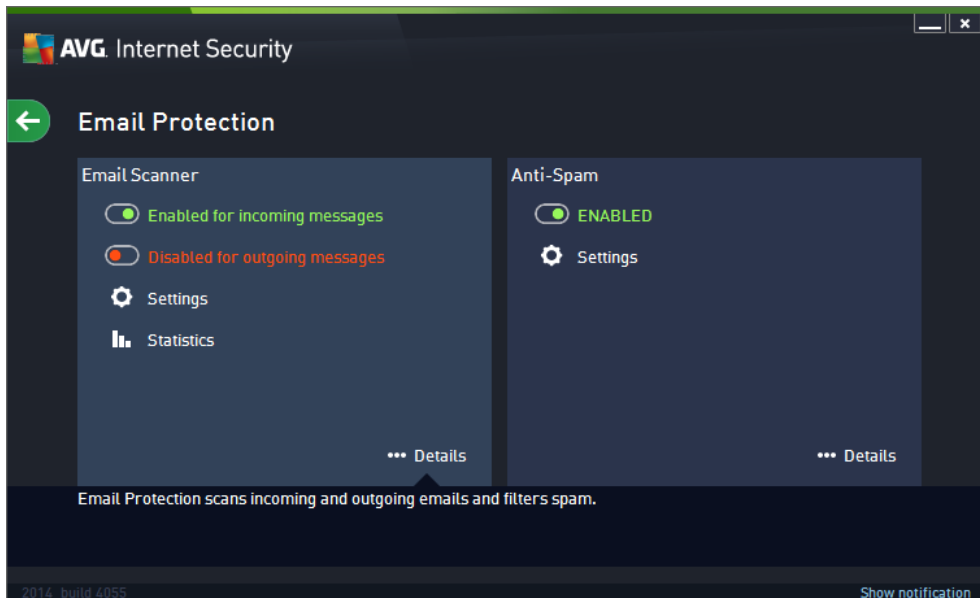 AVG. Internet Security
Email Protection
Email Scanner
Enabled for incoming messages
Disabled for outgoing messages
Settings
Statistics
Details
Anti-Spam
ENABLED
Settings
Details
Email Protection scans incoming and outgoing emails and filters spam.
2014 build 4055
Show notification